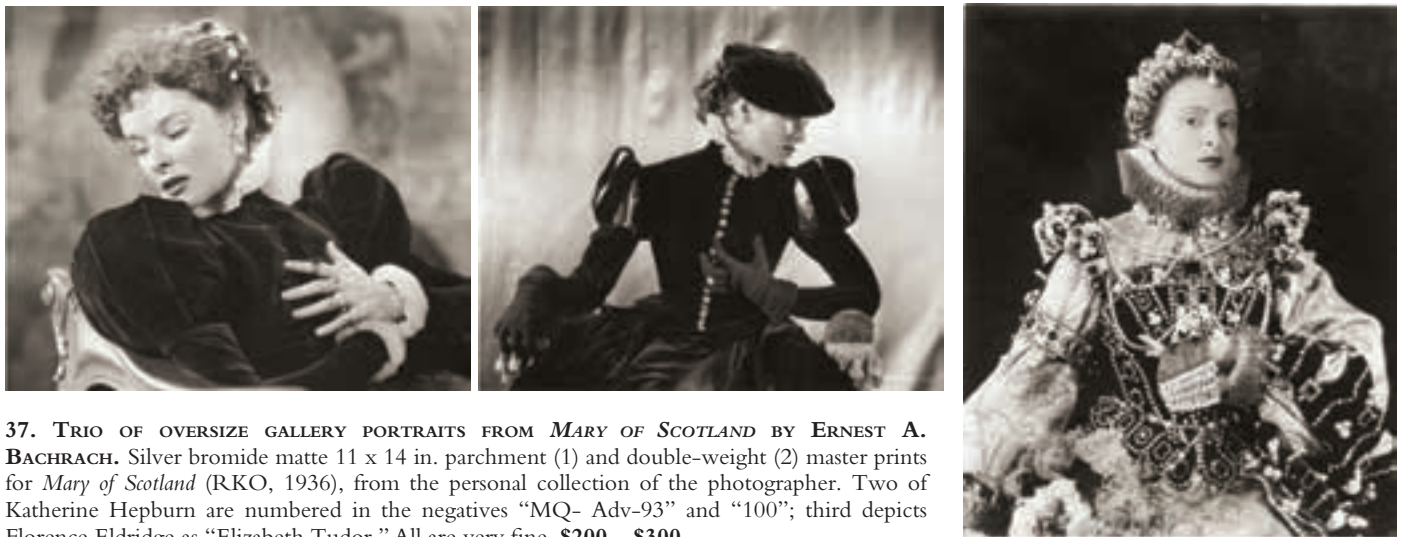 37. Trio of oversize gallery portraits from Mary of Scotland by Ernest A.
Bachrach. Silver bromide matte 11 x 14 in. parchment (1) and double-weight (2) master prints
for Mary of Scotland (RKO, 1936), from the personal collection of the photographer. Two of
Katherine Hepburn are numbered in the negatives “MQ- Adv-93” and “100”; third depicts
Florence Eldridge as “Elizabeth Tudor.” All are very fine. $200 - $300